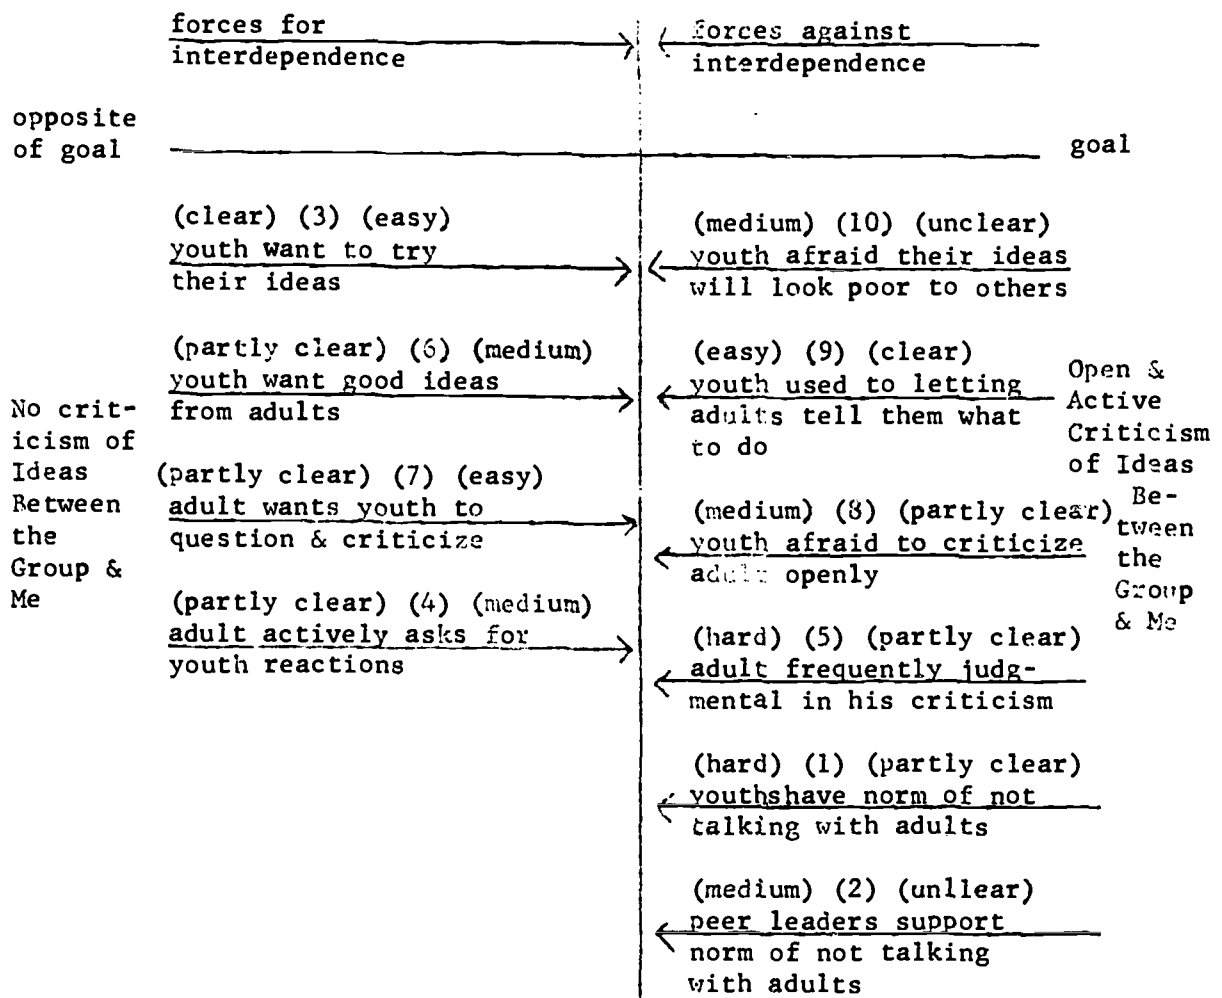 forces for
interdependence
forces against
interdependence
opposite
of goal
goal
(clear) (3) (easy)
youth want to try
their ideas
(partly clear) (6) (medium)
youth want good ideas
from adults
(partly clear) (7) (easy)
adult wants youth to
question & criticize
(partly clear) (4) (medium)
adult actively asks for
youth reactions
No crit-
icism of
Ideas
Between
the
Group &
Me
(medium) (10) (unclear)
youth afraid their ideas
will look poor to others
(easy) (9) (clear)
youth used to letting
adults tell them what
to do
(medium) (8) (partly clear)
youth afraid to criticize
adult openly
(hard) (5) (partly clear)
adult frequently judg-
mental in his criticism
(hard) (1) (partly clear)
youthshave norm of not
talking with adults
(medium) (2) (unllear)
peer leaders support
norm of not talking
with adults
Open &
Active
Criticism
of Ideas
Be-
tween
the
Group
& Me